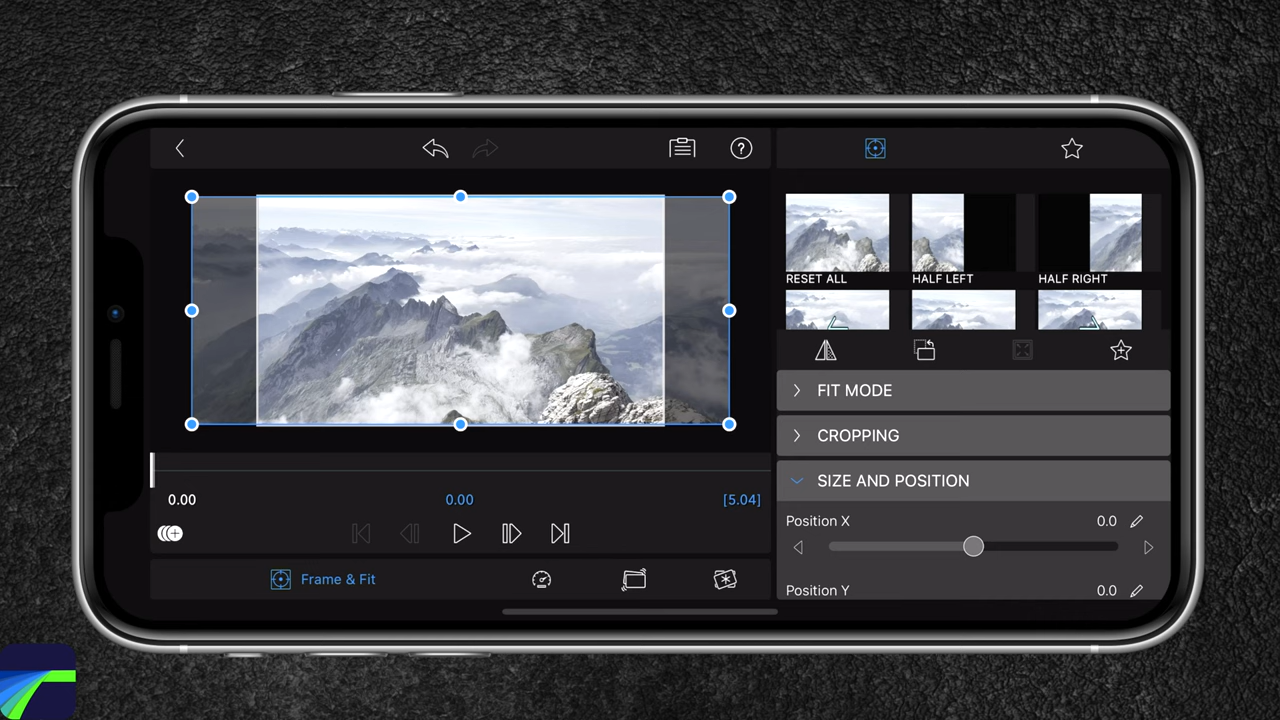 RESET ALL
HALF LEFT
HALF RIGHT
FIT MODE
CROPPING
SIZE AND POSITION
Position X
0.0
Position Y
0.0
0.00
0.00
[5.04]
Frame & Fit